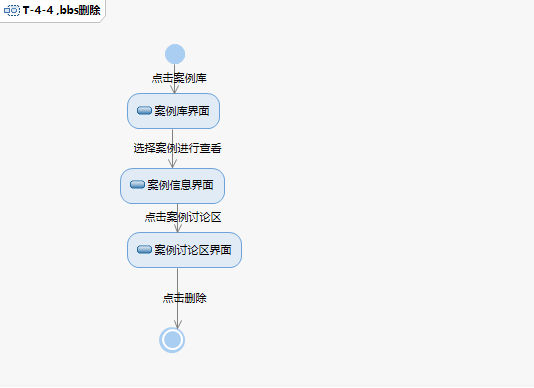 T-4-4 ,bbs删除
点击案例库
案例库界面
选择案例进行查看
案例信息界面
点击案例讨论区
案例讨论区界面
点击删除